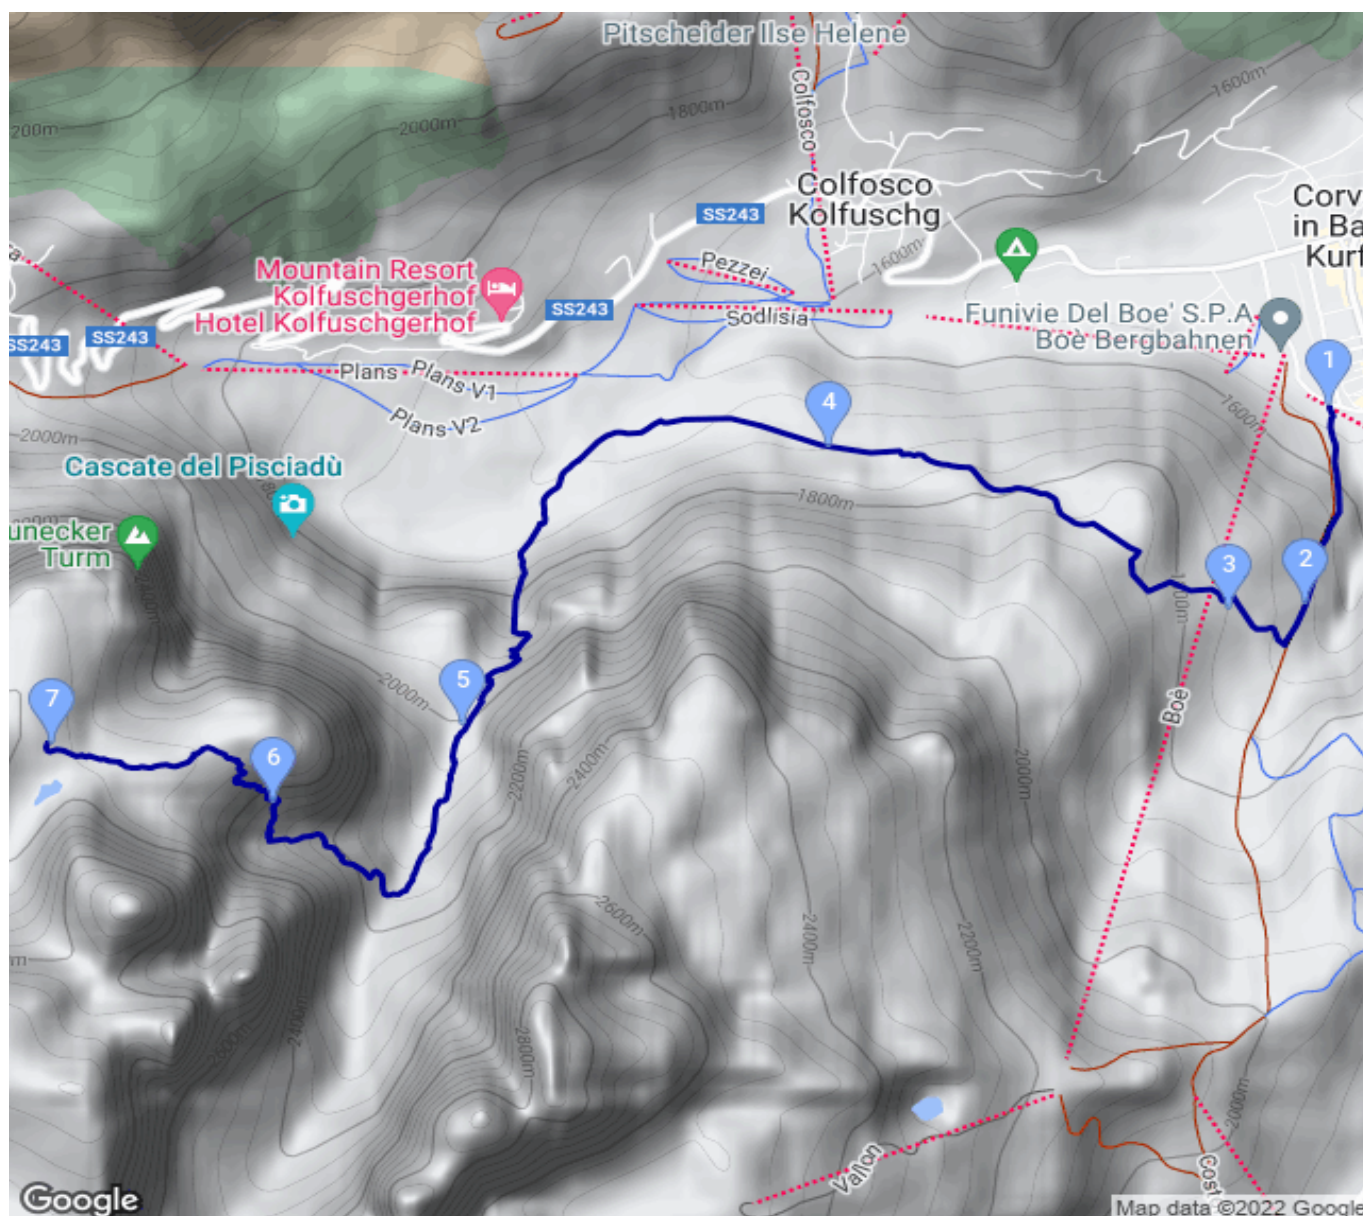 Pitscheider Ilse Helene
1600m
1800m
2000m
200m
Colfosco
Colfosco
Kolfuschg
SS243
Corv
in Ba
Kurf
1600m
Pezzei
Mountain Resort
Kolfuschgerhof
Hotel Kolfuschgerhof
SS243
Sodlisia
Funivie Del Boe' S.P.A
Boè Bergbahnen
SS243
SS243
Plans
Plans V1
Plans V2
1
1600m
4
2000m
Cascate del Pisciadù
1800m
unecker
Turm
2
3
5
2000m
7
6
Boè
2200m
2400m
2000m
2600m
2400m
2200m
m
2400m
2600m
2800m
2000m
Vallon
cost
Google
Map data ©2022 Google